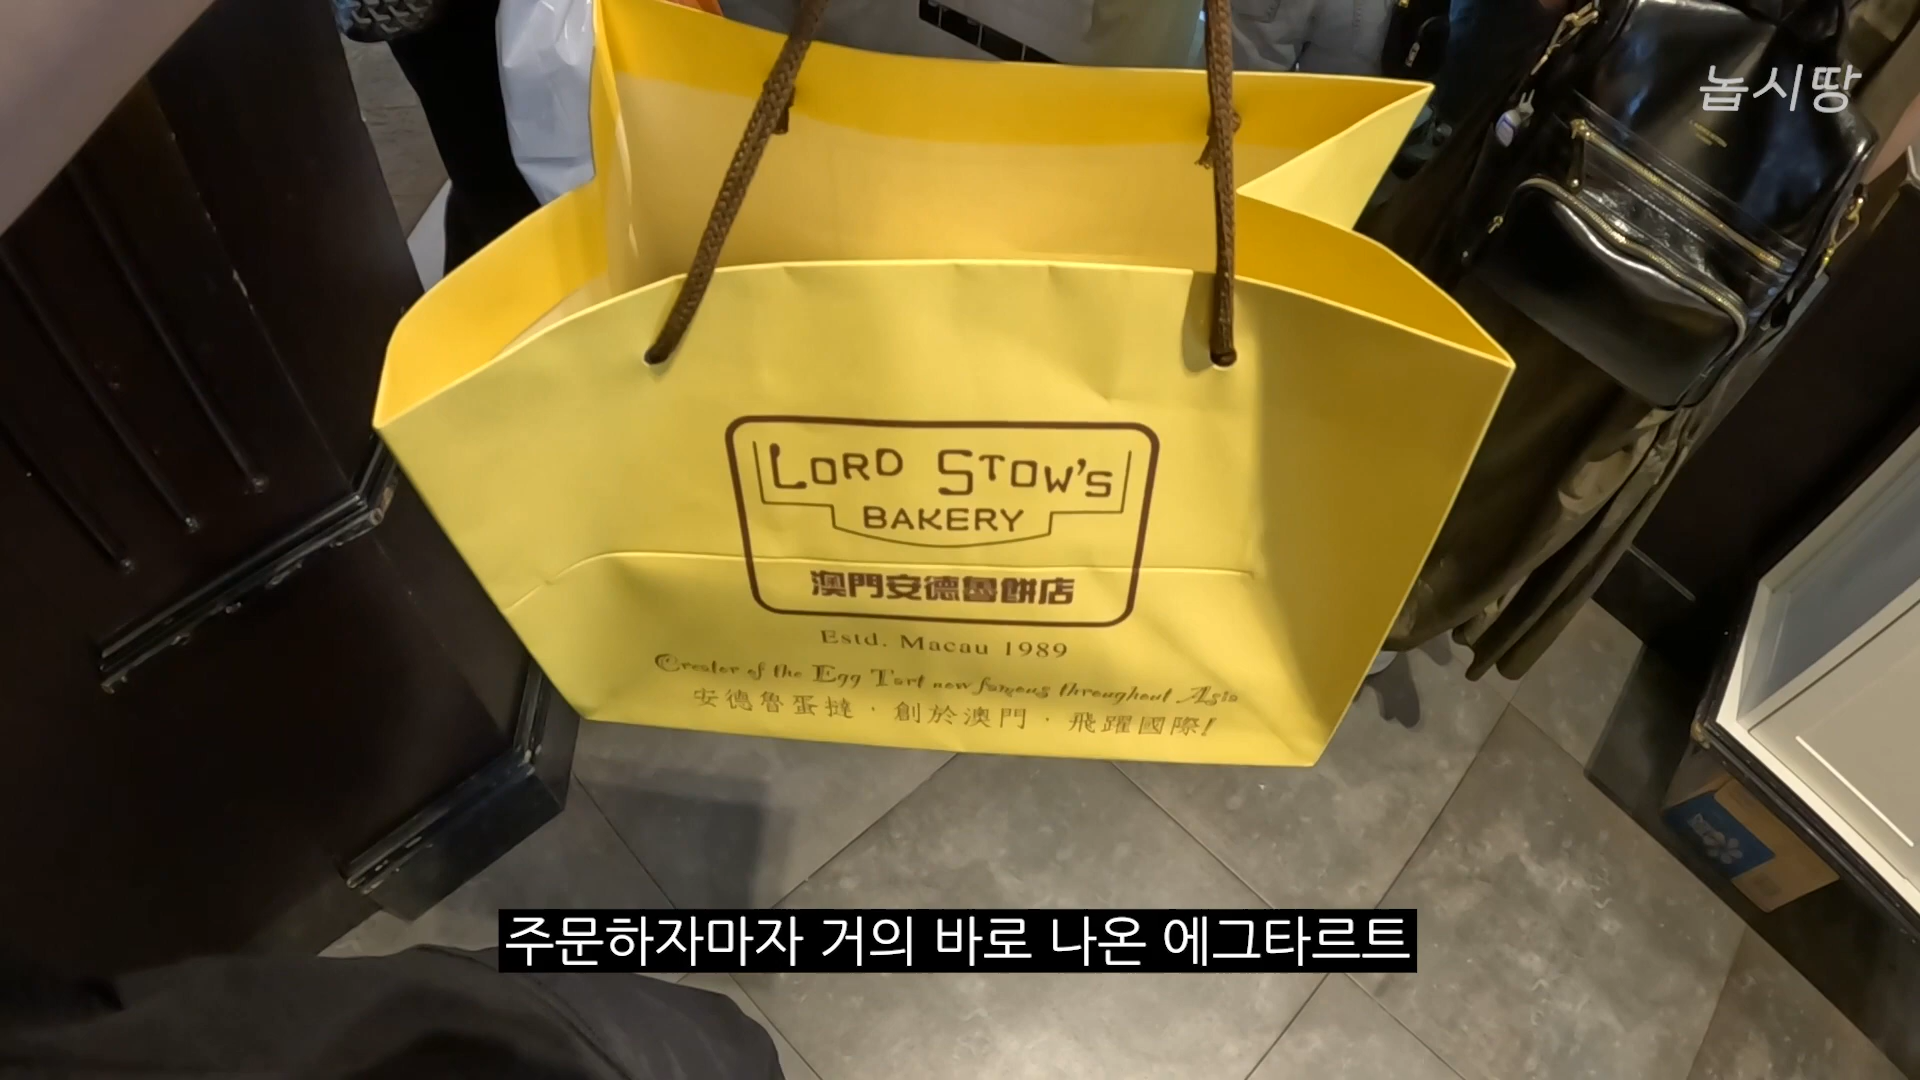 놉시땅
LORD STOW'S
BAKERY
澳門安德魯餅店
Estd. Macau 1989
Creator of the Egg Tart now famous throughout Asia
安德魯蛋撻，創於澳門，飛躍國際！
주문하자마자 거의 바로 나온 에그타르트